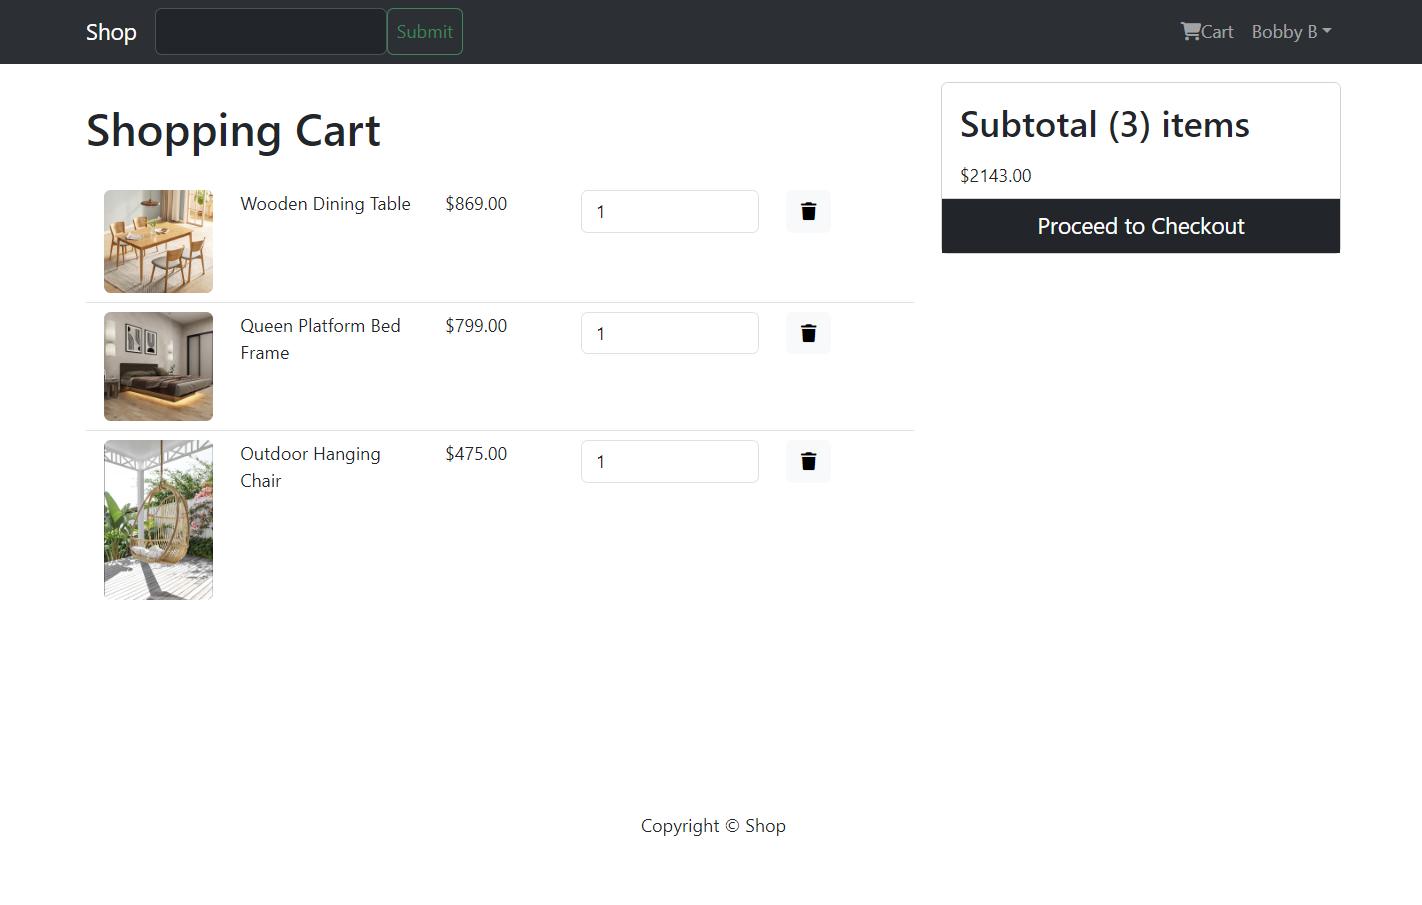 Shop
Submit
Cart
Bobby B
Shopping Cart
Wooden Dining Table
$869.00
1
Queen Platform Bed
Frame
$799.00
1
Outdoor Hanging
Chair
$475.00
1
Subtotal (3) items
$2143.00
Proceed to Checkout
Copyright © Shop